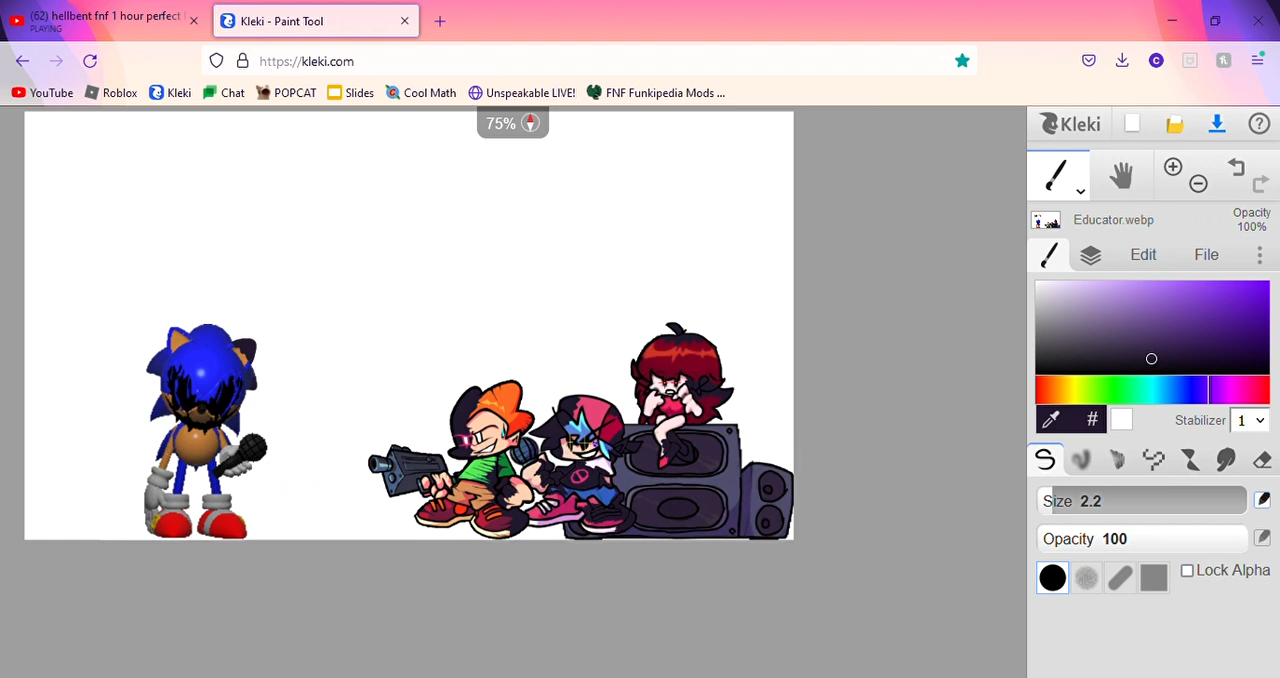 (62) hellbent fnf 1 hour perfect
PLAYING
Kleki - Paint Tool
https://kleki.com
YouTube Roblox Kleki Chat POPCAT Slides Cool Math Unspeakable LIVE! FNF Funkipedia Mods ...
75%
Kleki
Educator.webp
Opacity
100%
Edit File
#
Stabilizer 1
Size 2.2
Opacity 100
Lock Alpha